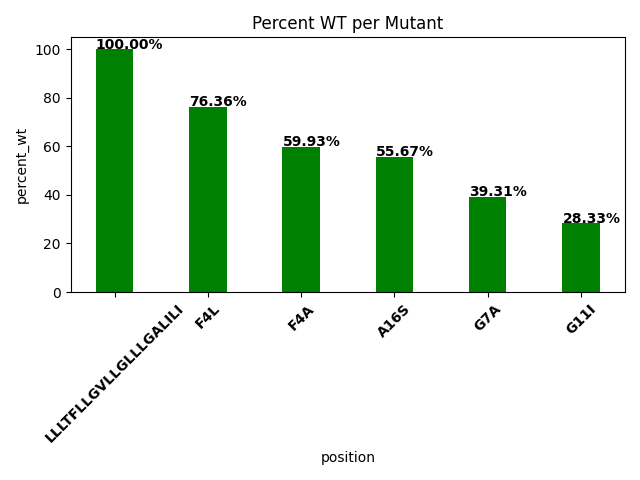 Percent WT per Mutant
percent_wt
100
80
60
40
20
0
100.00%
76.36%
59.93%
55.67%
39.31%
28.33%
LLLTFLLGVLLGLLLGALILI
F4L
F4A
A16S
G7A
G11I
position